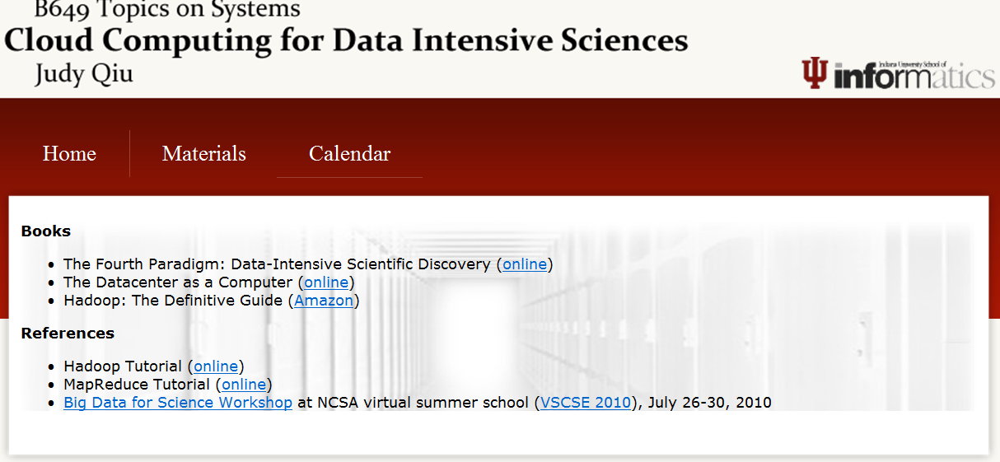 B649 Topics on Systems
Cloud Computing for Data Intensive Sciences
Judy Qiu
Indiana University School of
informatics
Home
Materials
Calendar
Books
• The Fourth Paradigm: Data-Intensive Scientific Discovery (online)
• The Datacenter as a Computer (online)
• Hadoop: The Definitive Guide (Amazon)
References
• Hadoop Tutorial (online)
• MapReduce Tutorial (online)
• Big Data for Science Workshop at NCSA virtual summer school (VSCSE 2010), July 26-30, 2010